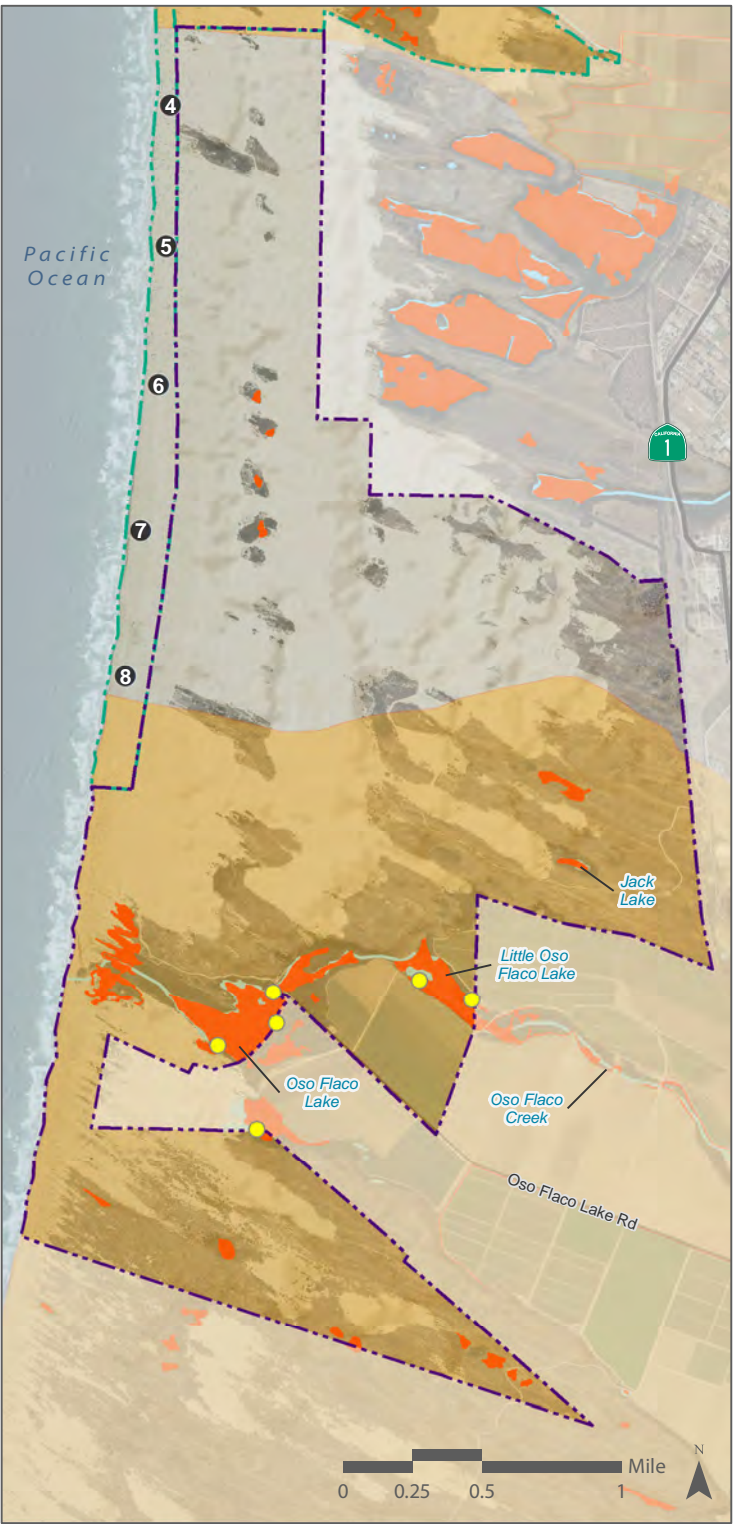 4
Pacific
Ocean
5
6
CALIFORNIA
1
7
8
Jack
Lake
Little Oso
Flaco Lake
Oso Flaco
Lake
Oso Flaco
Creek
Oso Flaco Lake Rd
N
Mile
0 0.25 0.5 1